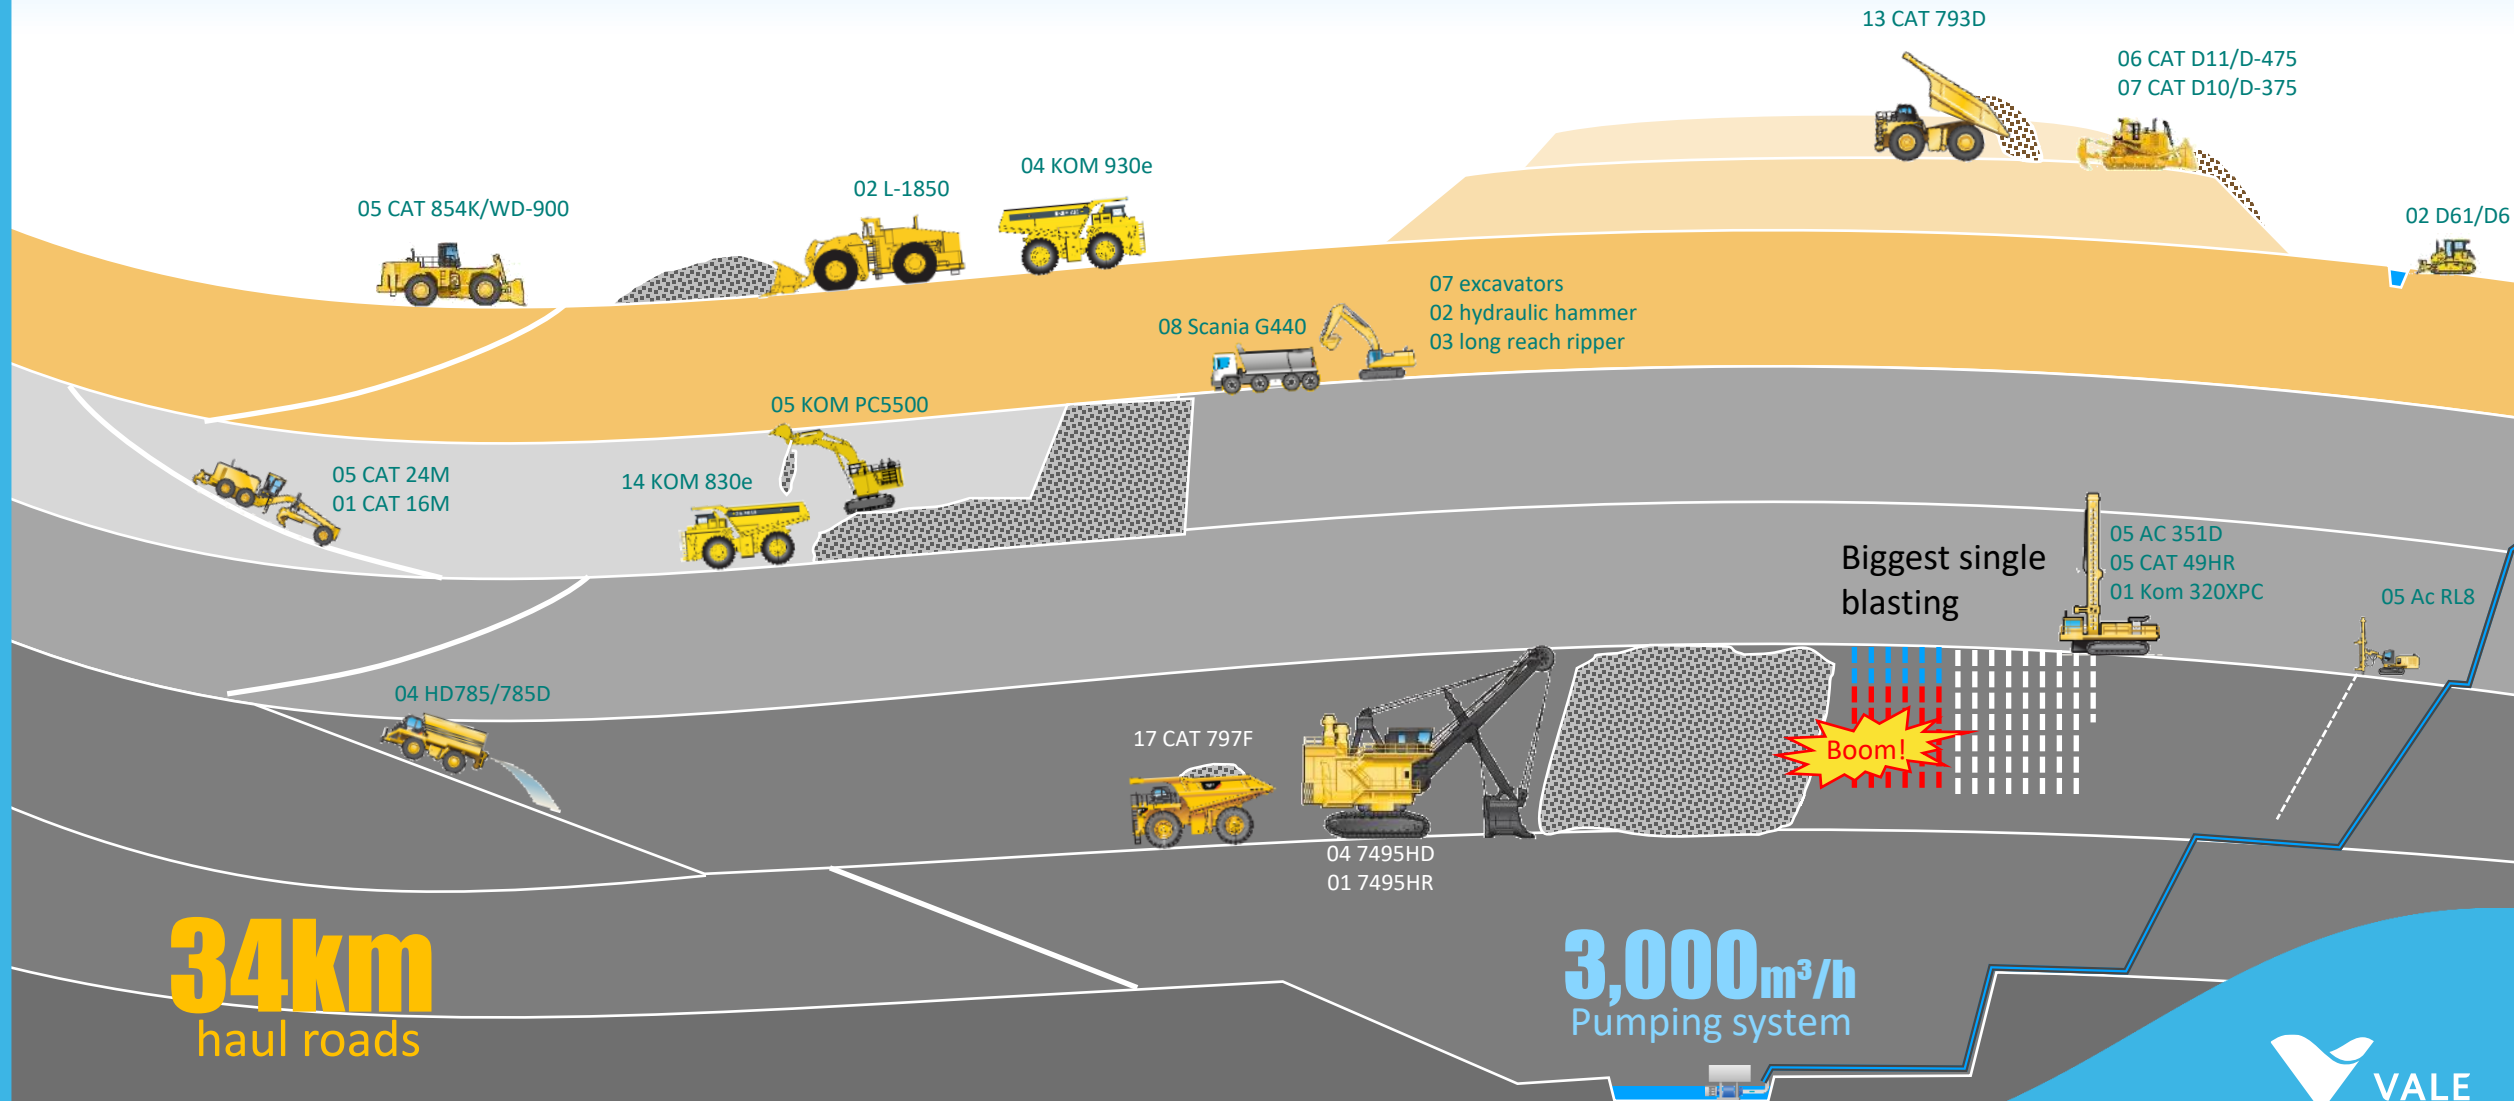 13 CAT 793D
06 CAT D11/D-475
07 CAT D10/D-375
04 KOM 930e
02 L-1850
05 CAT 854K/WD-900
02 D61/D6
07 excavators
02 hydraulic hammer
03 long reach ripper
08 Scania G440
05 KOM PC5500
05 CAT 24M
01 CAT 16M
14 KOM 830e
Biggest single
blasting
05 AC 351D
05 CAT 49HR
01 Kom 320XPC
05 Ac RL8
04 HD785/785D
17 CAT 797F
Boom!
04 7495HD
01 7495HR
34km
haul roads
3,000m³/h
Pumping system
VALE